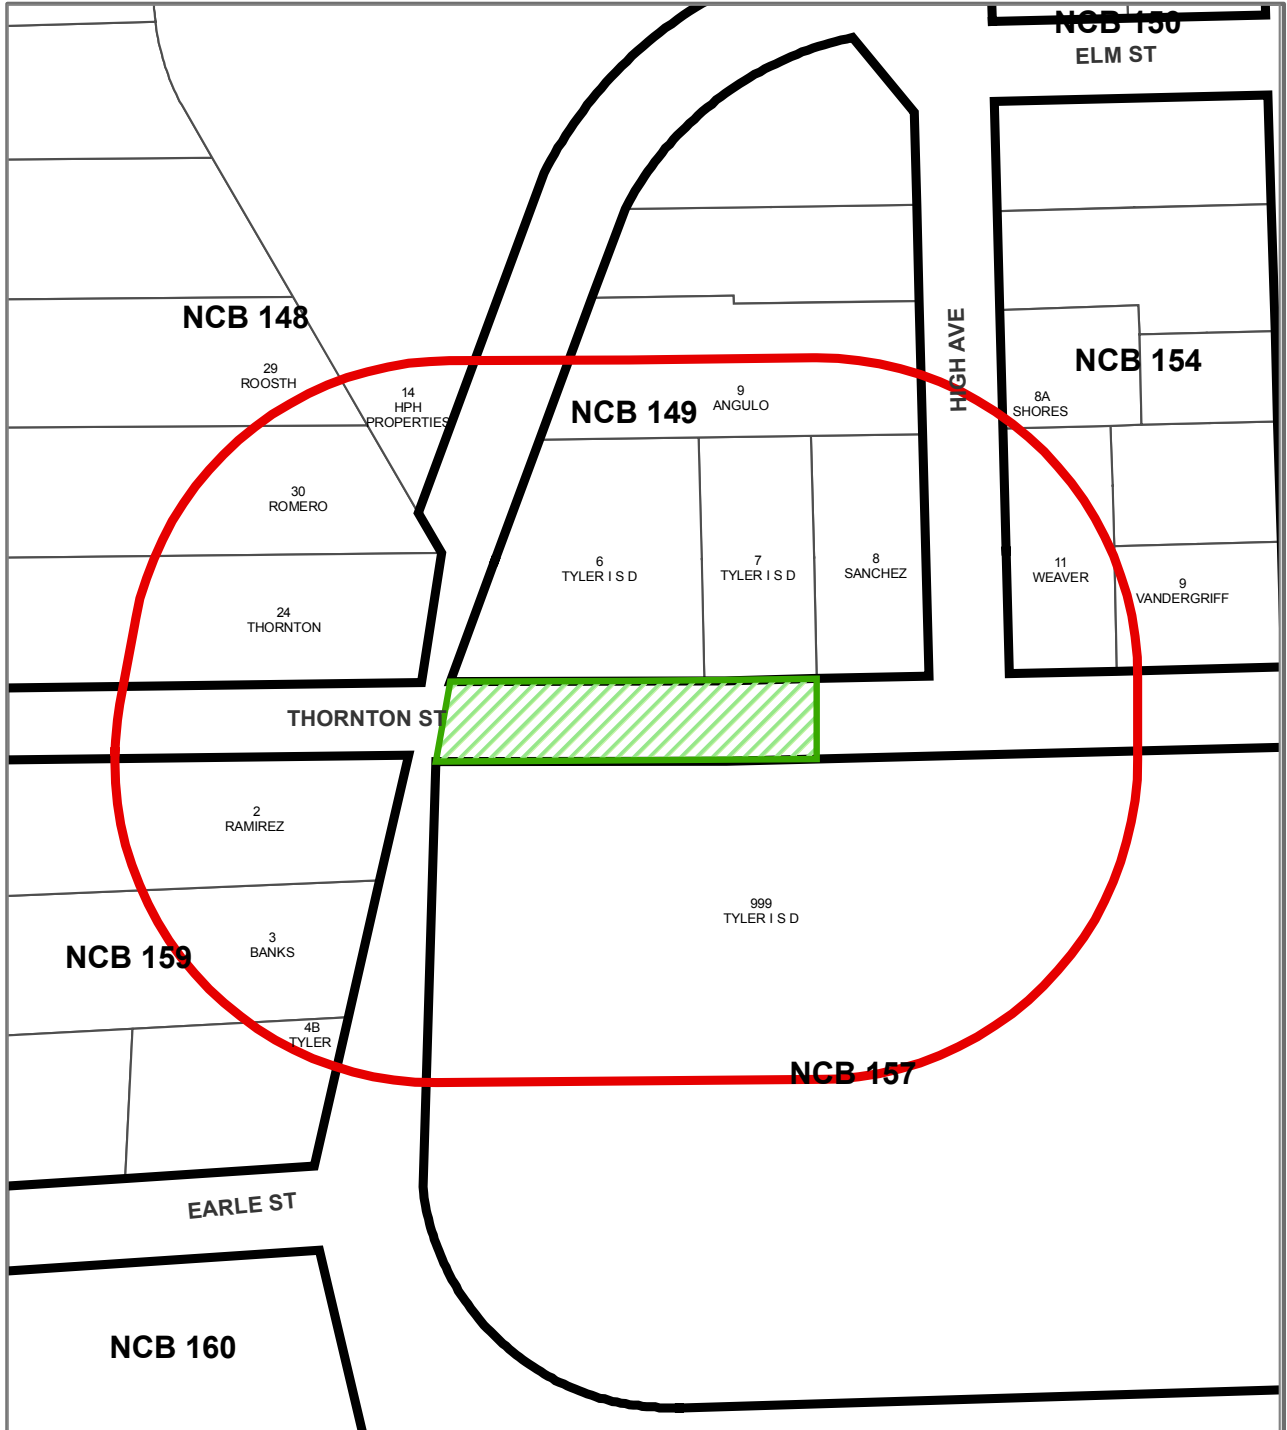 NCB 150
ELM ST
NCB 148
HIGH AVE
NCB 154
29
ROOSTH
14
HPH
PROPERTIES
NCB 149
9
ANGULO
8A
SHORES
30
ROMERO
6
TYLER I S D
7
TYLER I S D
8
SANCHEZ
11
WEAVER
9
VANDERGRIFF
24
THORNTON
THORNTON ST
2
RAMIREZ
999
TYLER I S D
3
BANKS
NCB 159
4B
TYLER
NCB 157
EARLE ST
NCB 160